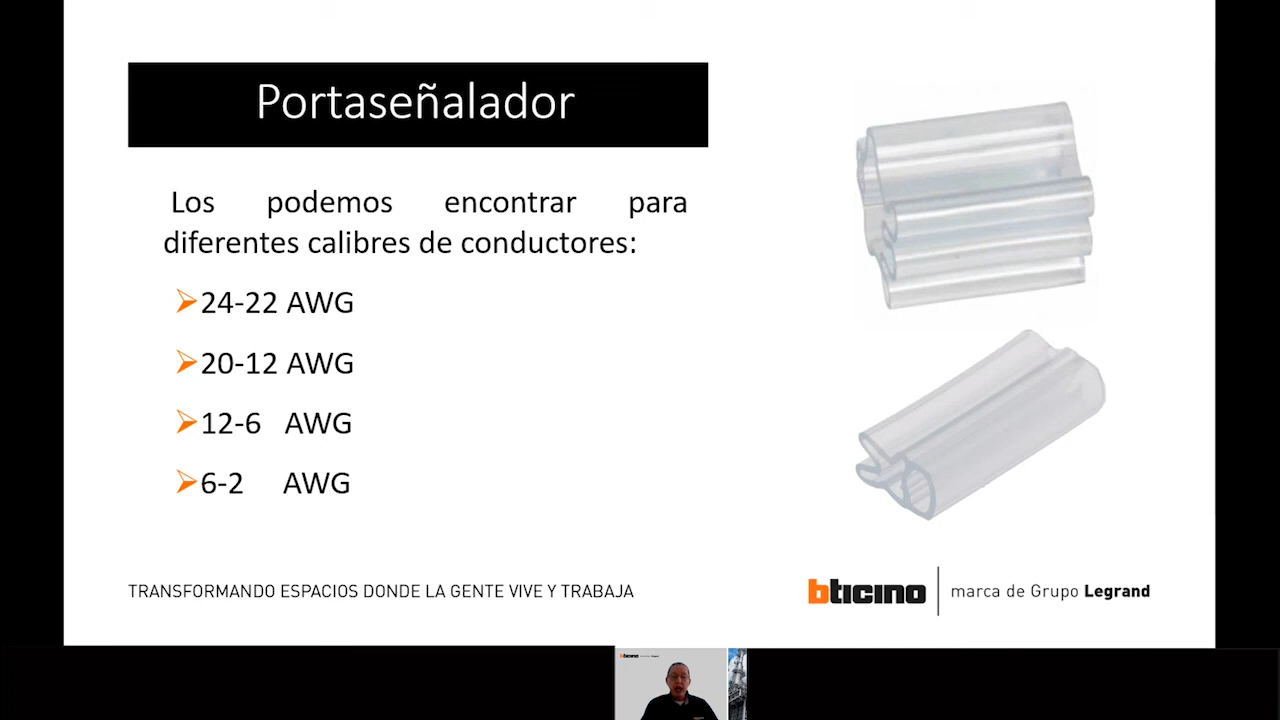 Portaseñalador
Los podemos encontrar para
diferentes calibres de conductores:
24-22 AWG
20-12 AWG
12-6 AWG
6-2 AWG
TRANSFORMANDO ESPACIOS DONDE LA GENTE VIVE Y TRABAJA
bticino marca de Grupo Legrand
bticino